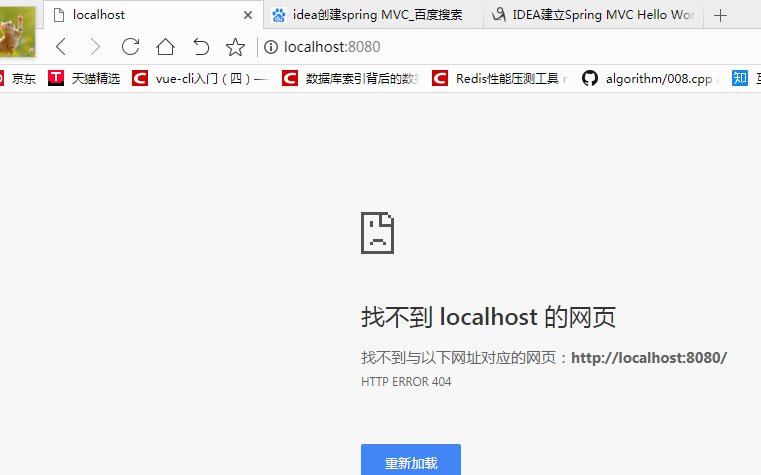 localhost
idea创建spring MVC_百度搜索
IDEA建立Spring MVC Hello Wor
localhost:8080
京东
天猫精选
vue-cli入门（四）——
数据库索引背后的数
Redis性能压测工具
algorithm/008.cpp
知
找不到 localhost 的网页
找不到与以下网址对应的网页：http://localhost:8080/
HTTP ERROR 404
重新加载